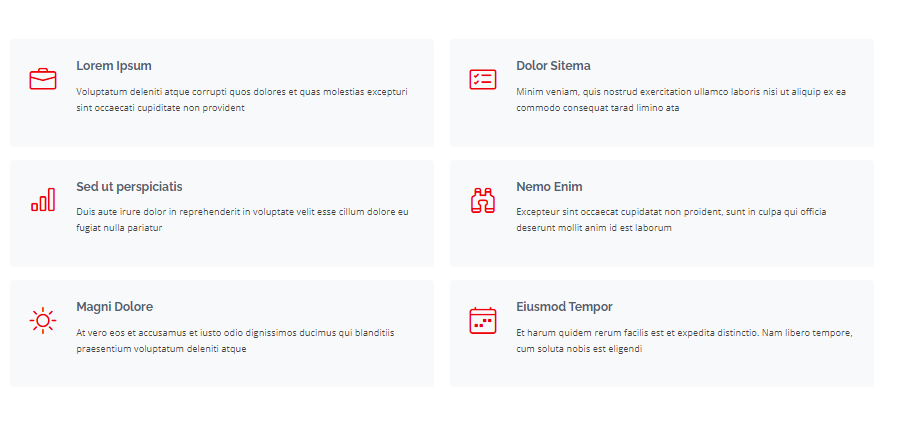 Lorem Ipsum
Voluptatum deleniti atque corrupti quos dolores et quas molestias excepturi
sint occaecati cupiditate non provident
Dolor Sitema
Minim veniam, quis nostrud exercitation ullamco laboris nisi ut aliquip ex ea
commodo consequat tarad limino ata
Sed ut perspiciatis
Duis aute irure dolor in reprehenderit in voluptate velit esse cillum dolore eu
fugiat nulla pariatur
Nemo Enim
Excepteur sint occaecat cupidatat non proident, sunt in culpa qui officia
deserunt mollit anim id est laborum
Magni Dolore
At vero eos et accusamus et iusto odio dignissimos ducimus qui blanditiis
praesentium voluptatum deleniti atque
Eiusmod Tempor
Et harum quidem rerum facilis est et expedita distinctio. Nam libero tempore,
cum soluta nobis est eligendi